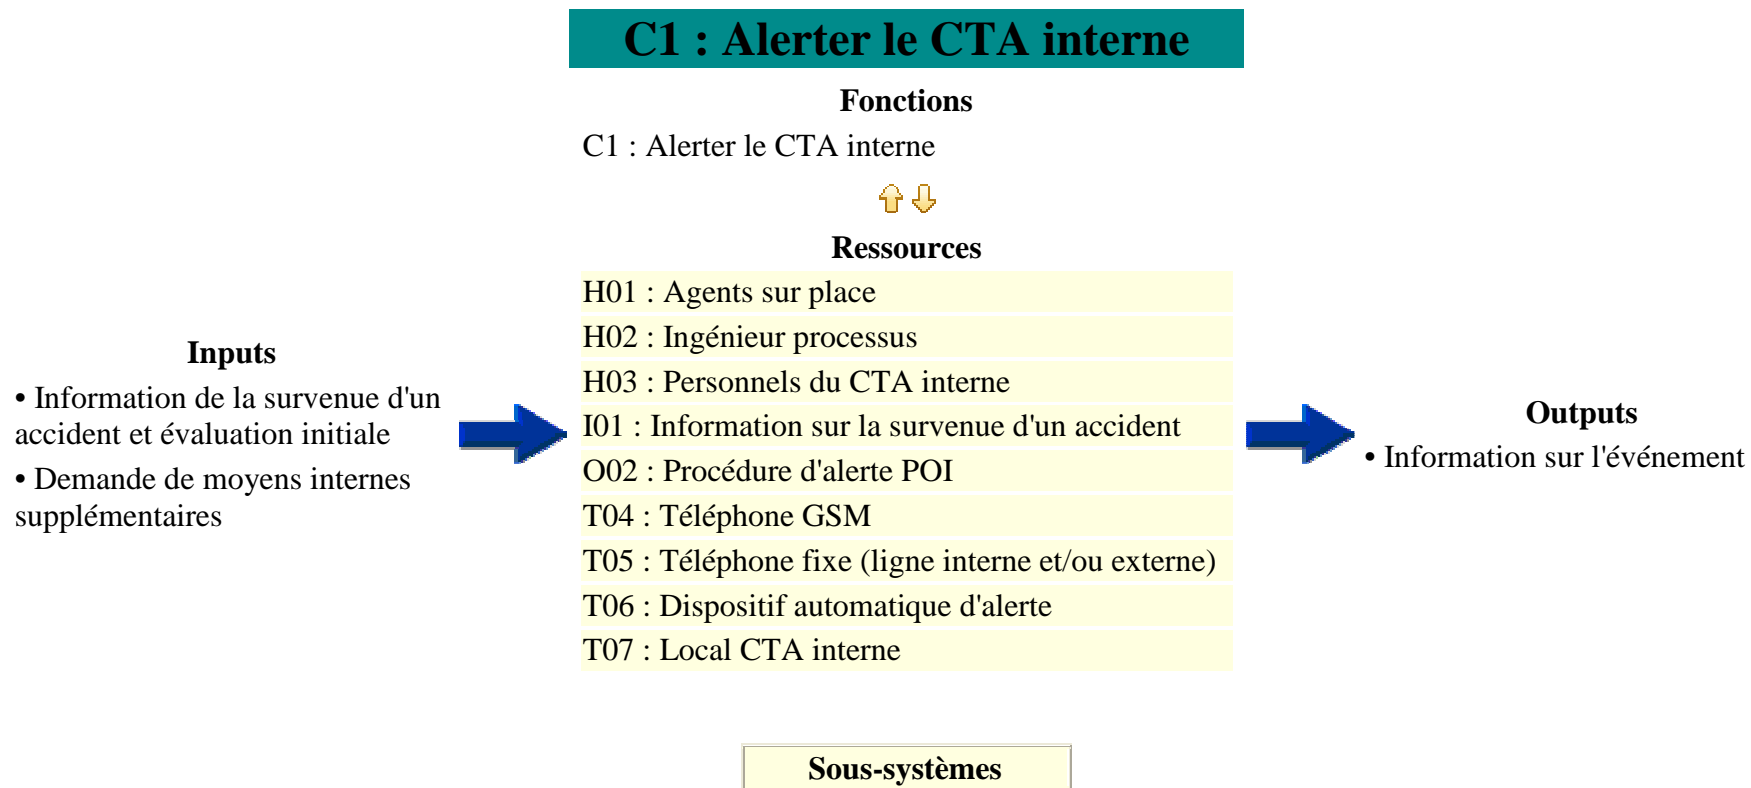 C1 : Alerter le CTA interne
Fonctions
C1 : Alerter le CTA interne
Ressources
H01 : Agents sur place
H02 : Ingénieur processus
H03 : Personnels du CTA interne
I01 : Information sur la survenue d'un accident
O02 : Procédure d'alerte POI
T04 : Téléphone GSM
T05 : Téléphone fixe (ligne interne et/ou externe)
T06 : Dispositif automatique d'alerte
T07 : Local CTA interne
Inputs
• Information de la survenue d'un
accident et évaluation initiale
• Demande de moyens internes
supplémentaires
Outputs
• Information sur l'événement
Sous-systèmes